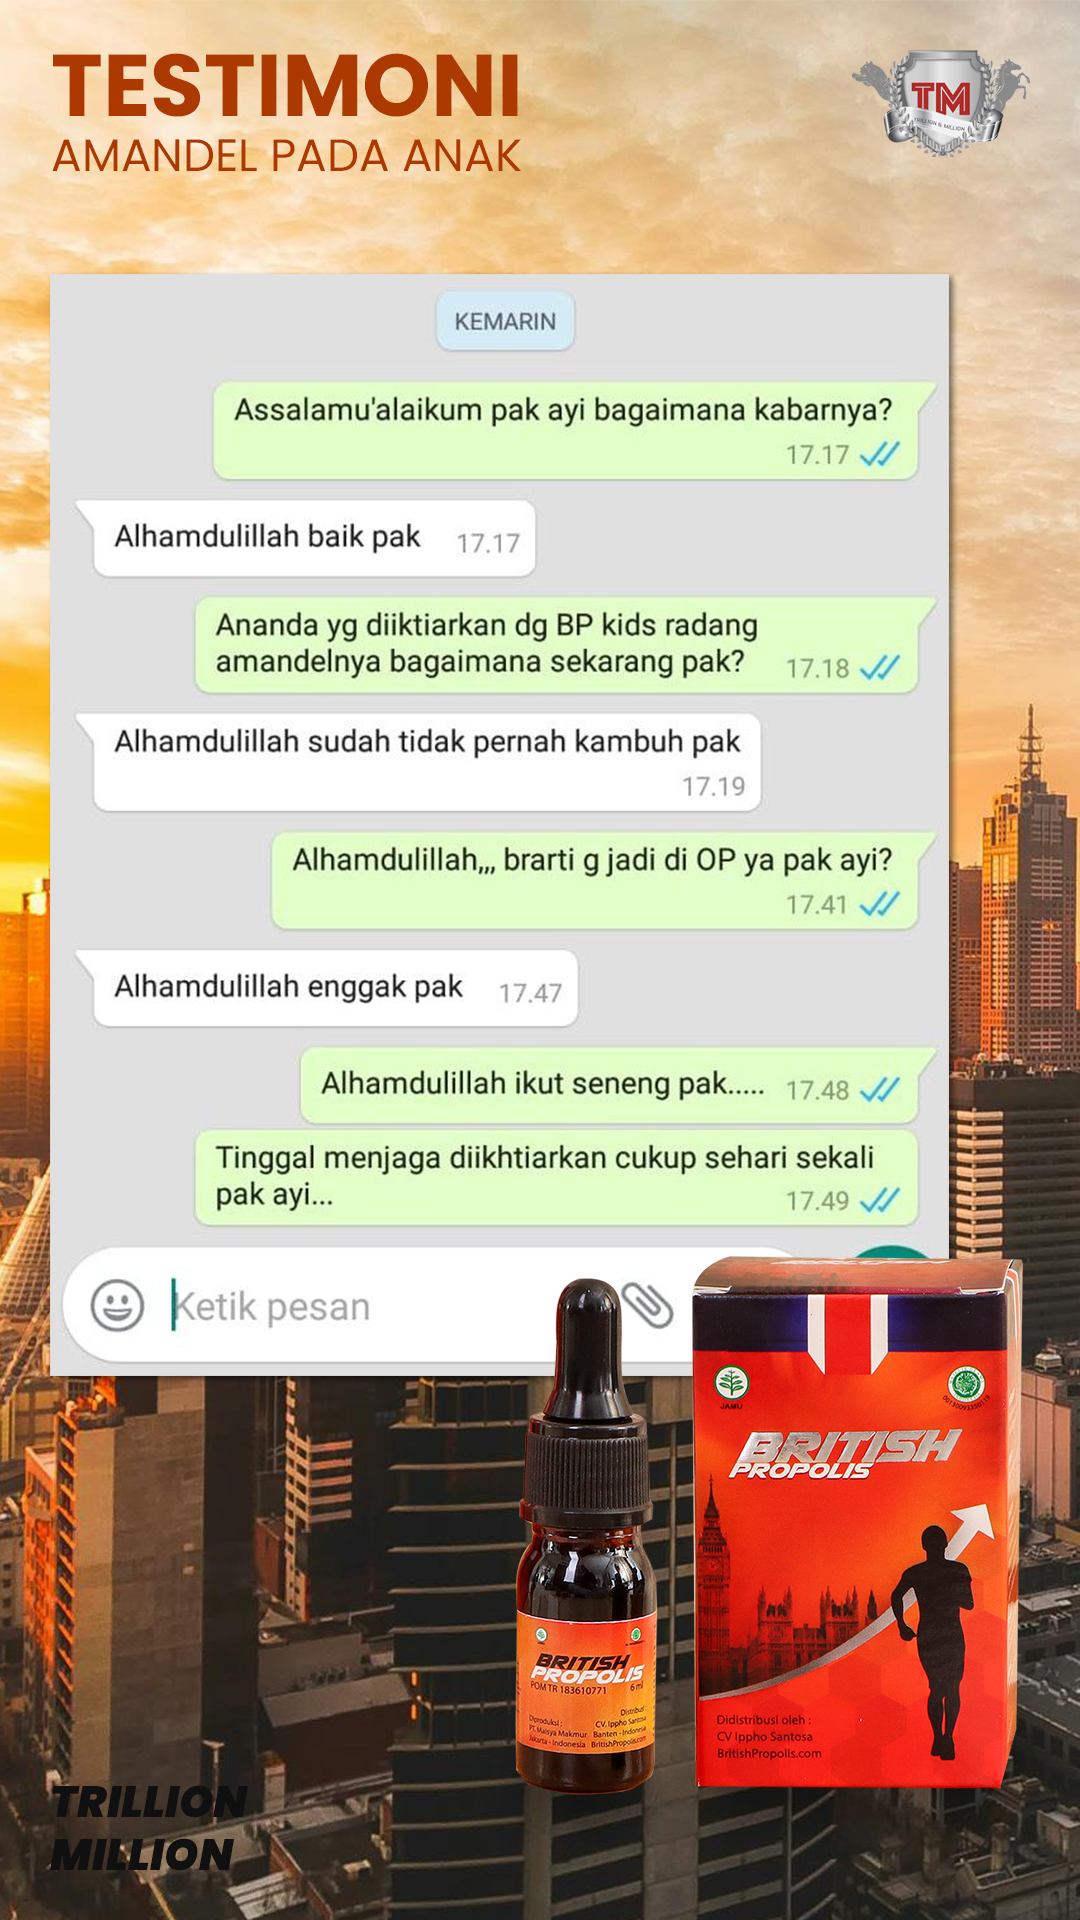 TESTIMONI
AMANDEL PADA ANAK
TM
TRILLION & MILLION
KEMARIN
Assalamu'alaikum pak ayi bagaimana kabarnya?
17.17
Alhamdulillah baik pak 17.17
Ananda yg diiktiarkan dg BP kids radang
amandelnya bagaimana sekarang pak? 17.18
Alhamdulillah sudah tidak pernah kambuh pak
17.19
Alhamdulillah,,, brarti g jadi di OP ya pak ayi?
17.41
Alhamdulillah enggak pak 17.47
Alhamdulillah ikut seneng pak..... 17.48
Tinggal menjaga diikhtiarkan cukup sehari sekali
pak ayi... 17.49
Ketik pesan
JAMU
BRITISH
PROPOLIS
Didistribusi oleh :
CV Ippho Santosa
BritishPropolis.com
BRITISH
PROPOLIS
POM TR 183610771 6 ml
Diproduksi :
PT. Maisya Makmur
Jakarta - Indonesia
Distribusi :
CV. Ippho Santosa
Banten - Indonesia
BritishPropolis.com
TRILLION
MILLION